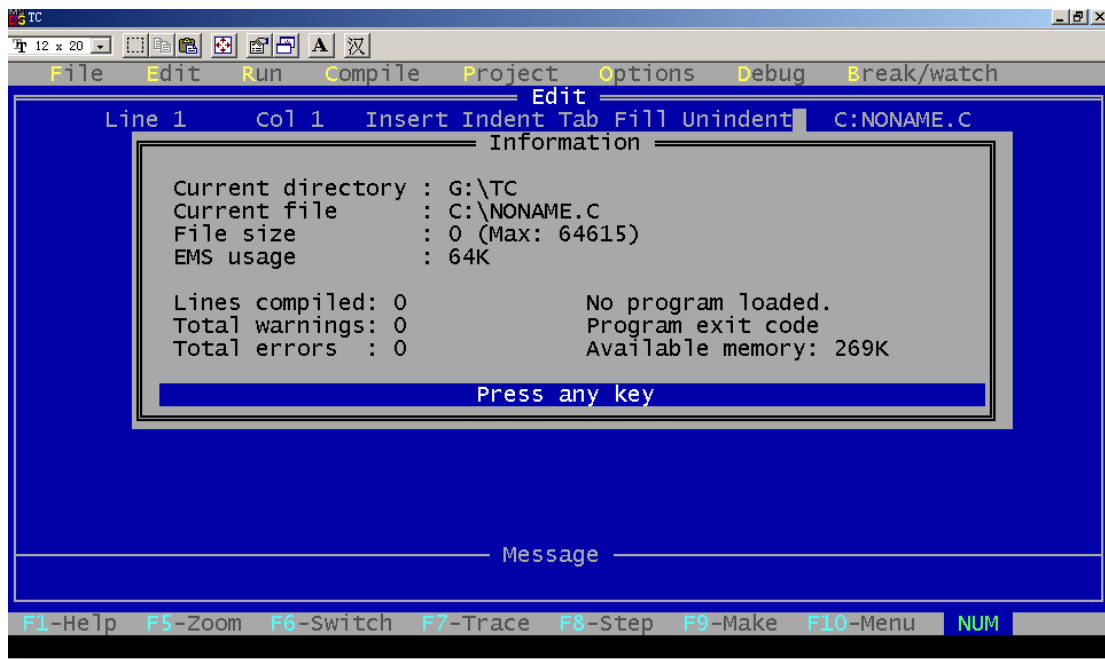 TC
12 x 20 A 汉
File Edit Run Compile Project Options Debug Break/watch
Edit
Line 1 Col 1 Insert Indent Tab Fill Unindent C:NONAME.C
Information
Current directory : G:\TC
Current file : C:\NONAME.C
File size : 0 (Max: 64615)
EMS usage : 64K
Lines compiled: 0 No program loaded.
Total warnings: 0 Program exit code
Total errors : 0 Available memory: 269K
Press any key
Message
F1-Help F5-Zoom F6-Switch F7-Trace F8-Step F9-Make F10-Menu NUM